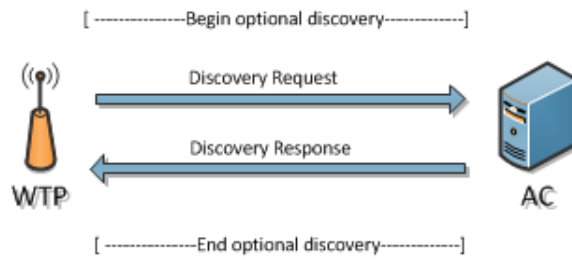 [ ---------------Begin optional discovery--------------]
Discovery Request
Discovery Response
WTP
AC
[ ---------------End optional discovery-------------]